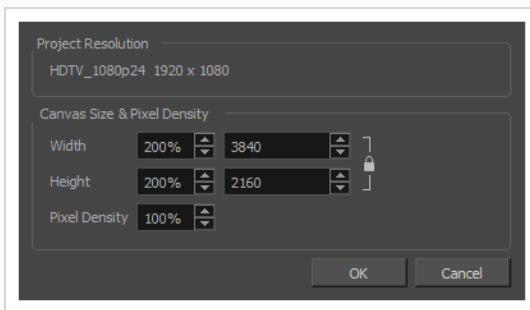 Project Resolution
HDTV_1080p24 1920 x 1080
Canvas Size & Pixel Density
Width 200% 3840
Height 200% 2160
Pixel Density 100%
OK Cancel